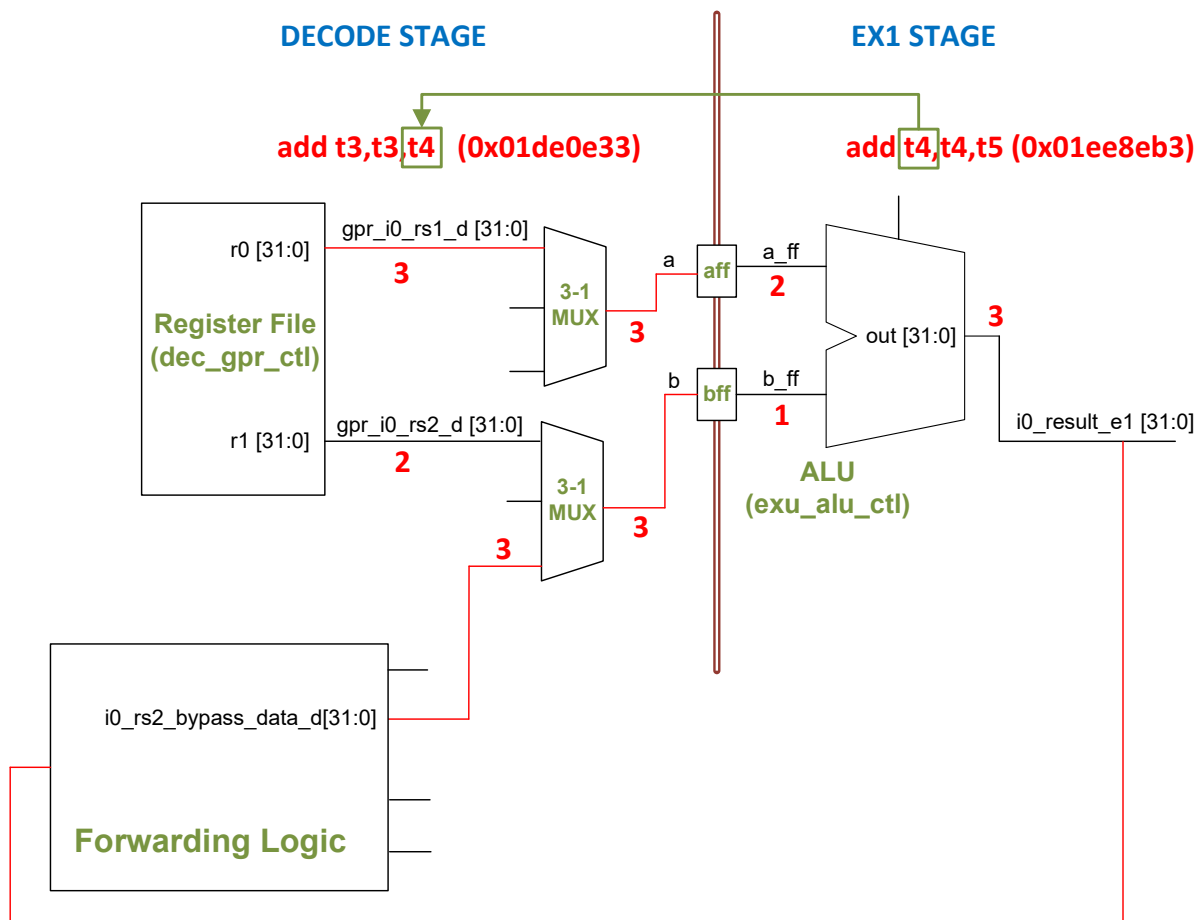 DECODE STAGE
EX1 STAGE
add t3,t3,t4 (0x01de0e33)
add t4,t4,t5 (0x01ee8eb3)
r0 [31:0]
gpr_i0_rs1_d [31:0]
3
Register File
(dec_gpr_ctl)
3-1
MUX
3
a
aff
a_ff
2
out [31:0]
3
r1 [31:0]
gpr_i0_rs2_d [31:0]
2
3-1
MUX
3
3
b
bff
b_ff
1
ALU
(exu_alu_ctl)
i0_result_e1 [31:0]
i0_rs2_bypass_data_d[31:0]
Forwarding Logic